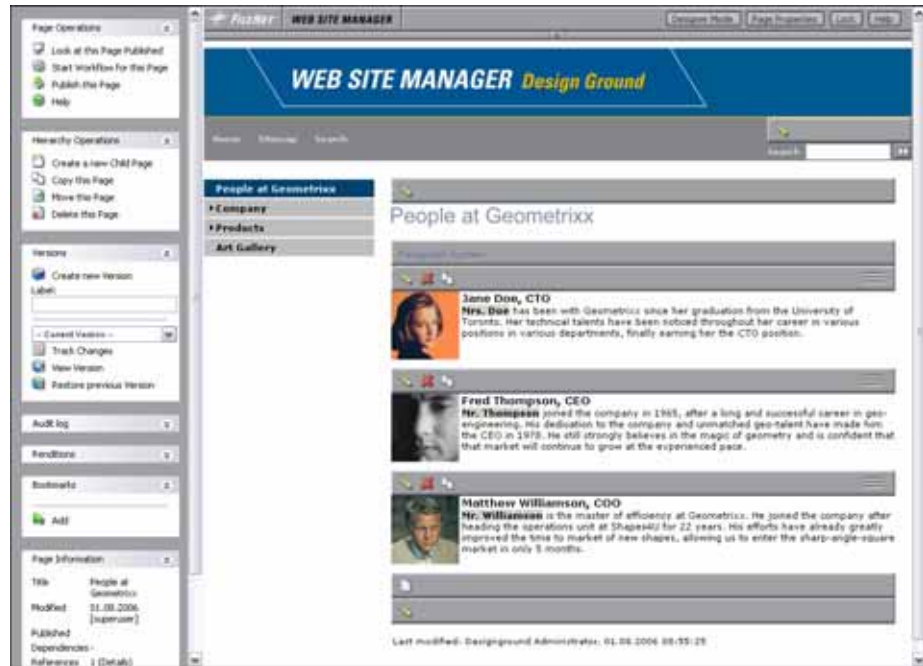 Page Operations
Look at this Page Published
Start Workflow for this Page
Publish this Page
Help
Hierarchy Operations
Create a new Child Page
Copy this Page
Move this Page
Delete this Page
Versions
Create new Version
Label:
- Current Version -
Track Changes
View Version
Restore previous Version
Audit log
Renditions
Bookmarks
Add
Page Information
Title People at Geometrixx
Modified 01.08.2006
[superuser]
Published
Dependencies -
References 1 (Details)
WEB SITE MANAGER
Designer Mode Page Properties Lock Help
WEB SITE MANAGER Design Ground
Home Sitemap Search
Search
People at Geometrixx
Company
Products
Art Gallery
People at Geometrixx
Paragraph System
Jane Doe, CTO
Mrs. Doe has been with Geometrixx since her graduation from the University of
Toronto. Her technical talents have been noticed throughout her career in various
positions in various departments, finally earning her the CTO position.
Fred Thompson, CEO
Mr. Thompson joined the company in 1965, after a long and successful career in geo-
engineering. His dedication to the company and unmatched geo-talent have made him
the CEO in 1978. He still strongly believes in the magic of geometry and is confident that
that market will continue to grow at the experienced pace.
Matthew Williamson, COO
Mr. Williamson is the master of efficiency at Geometrixx. He joined the company after
heading the operations unit at Shapes4U for 22 years. His efforts have already greatly
improved the time to market of new shapes, allowing us to enter the sharp-angle-square
market in only 5 months.
Last modified: Designground Administrator, 01.08.2006 08:55:25